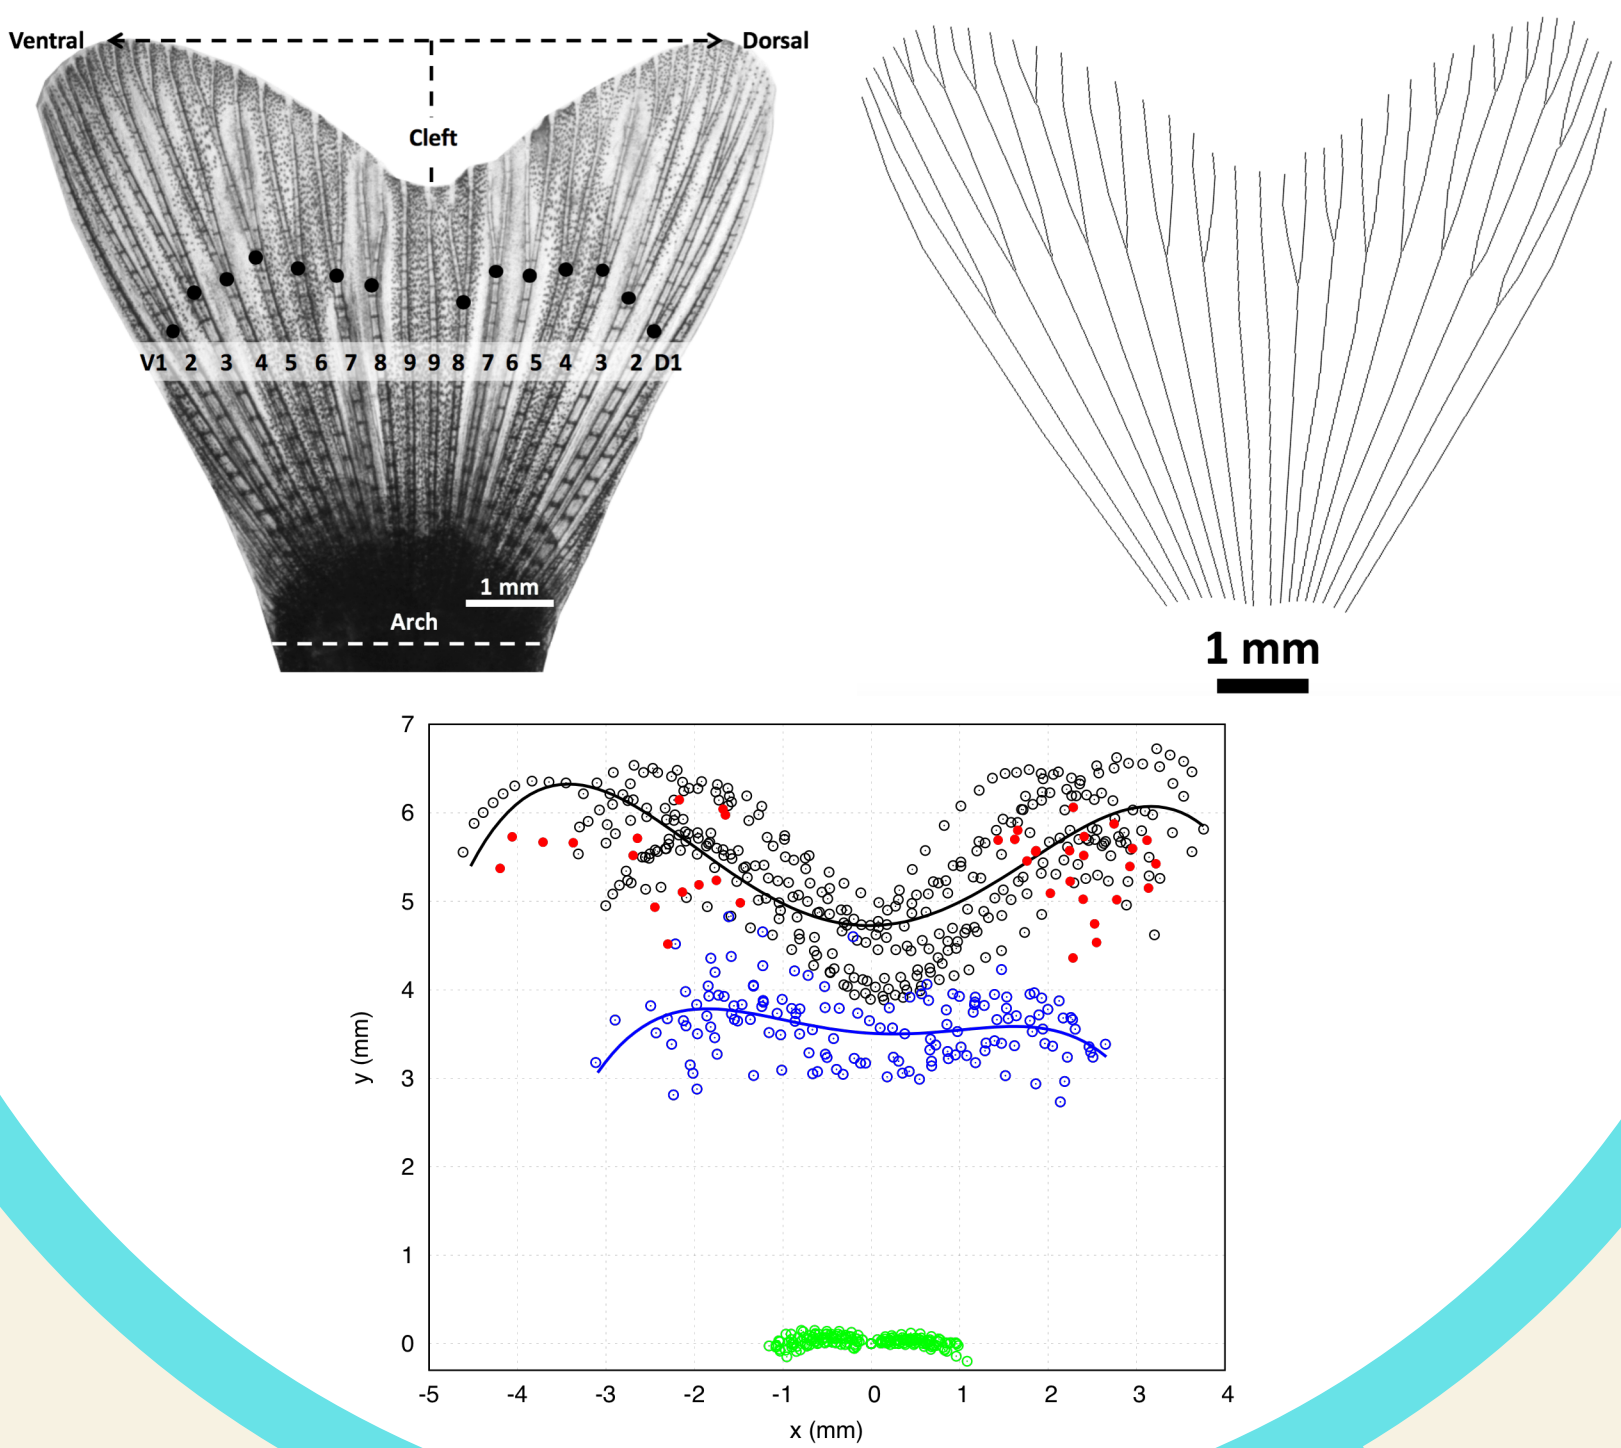 Ventral
Dorsal
Cleft
V1 2 3 4 5 6 7 8 9 9 8 7 6 5 4 3 2 D1
1 mm
Arch
1 mm
7
6
5
4
3
2
1
0
y (mm)
-5 -4 -3 -2 -1 0 1 2 3 4
x (mm)